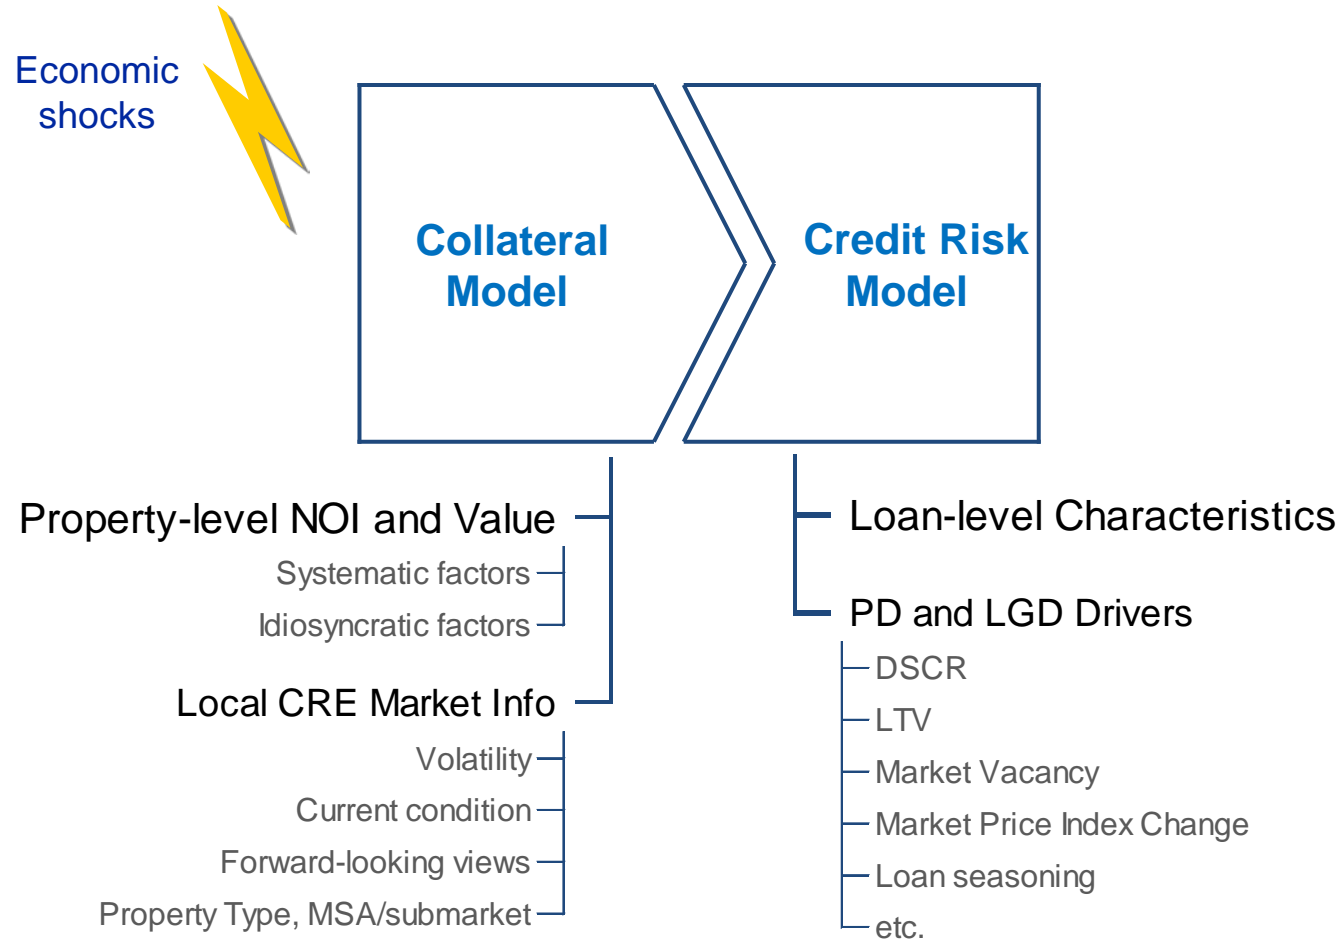 Economic
shocks
Collateral
Model
Credit Risk
Model
Property-level NOI and Value
Systematic factors
Idiosyncratic factors
Local CRE Market Info
Volatility
Current condition
Forward-looking views
Property Type, MSA/submarket
Loan-level Characteristics
PD and LGD Drivers
DSCR
LTV
Market Vacancy
Market Price Index Change
Loan seasoning
etc.